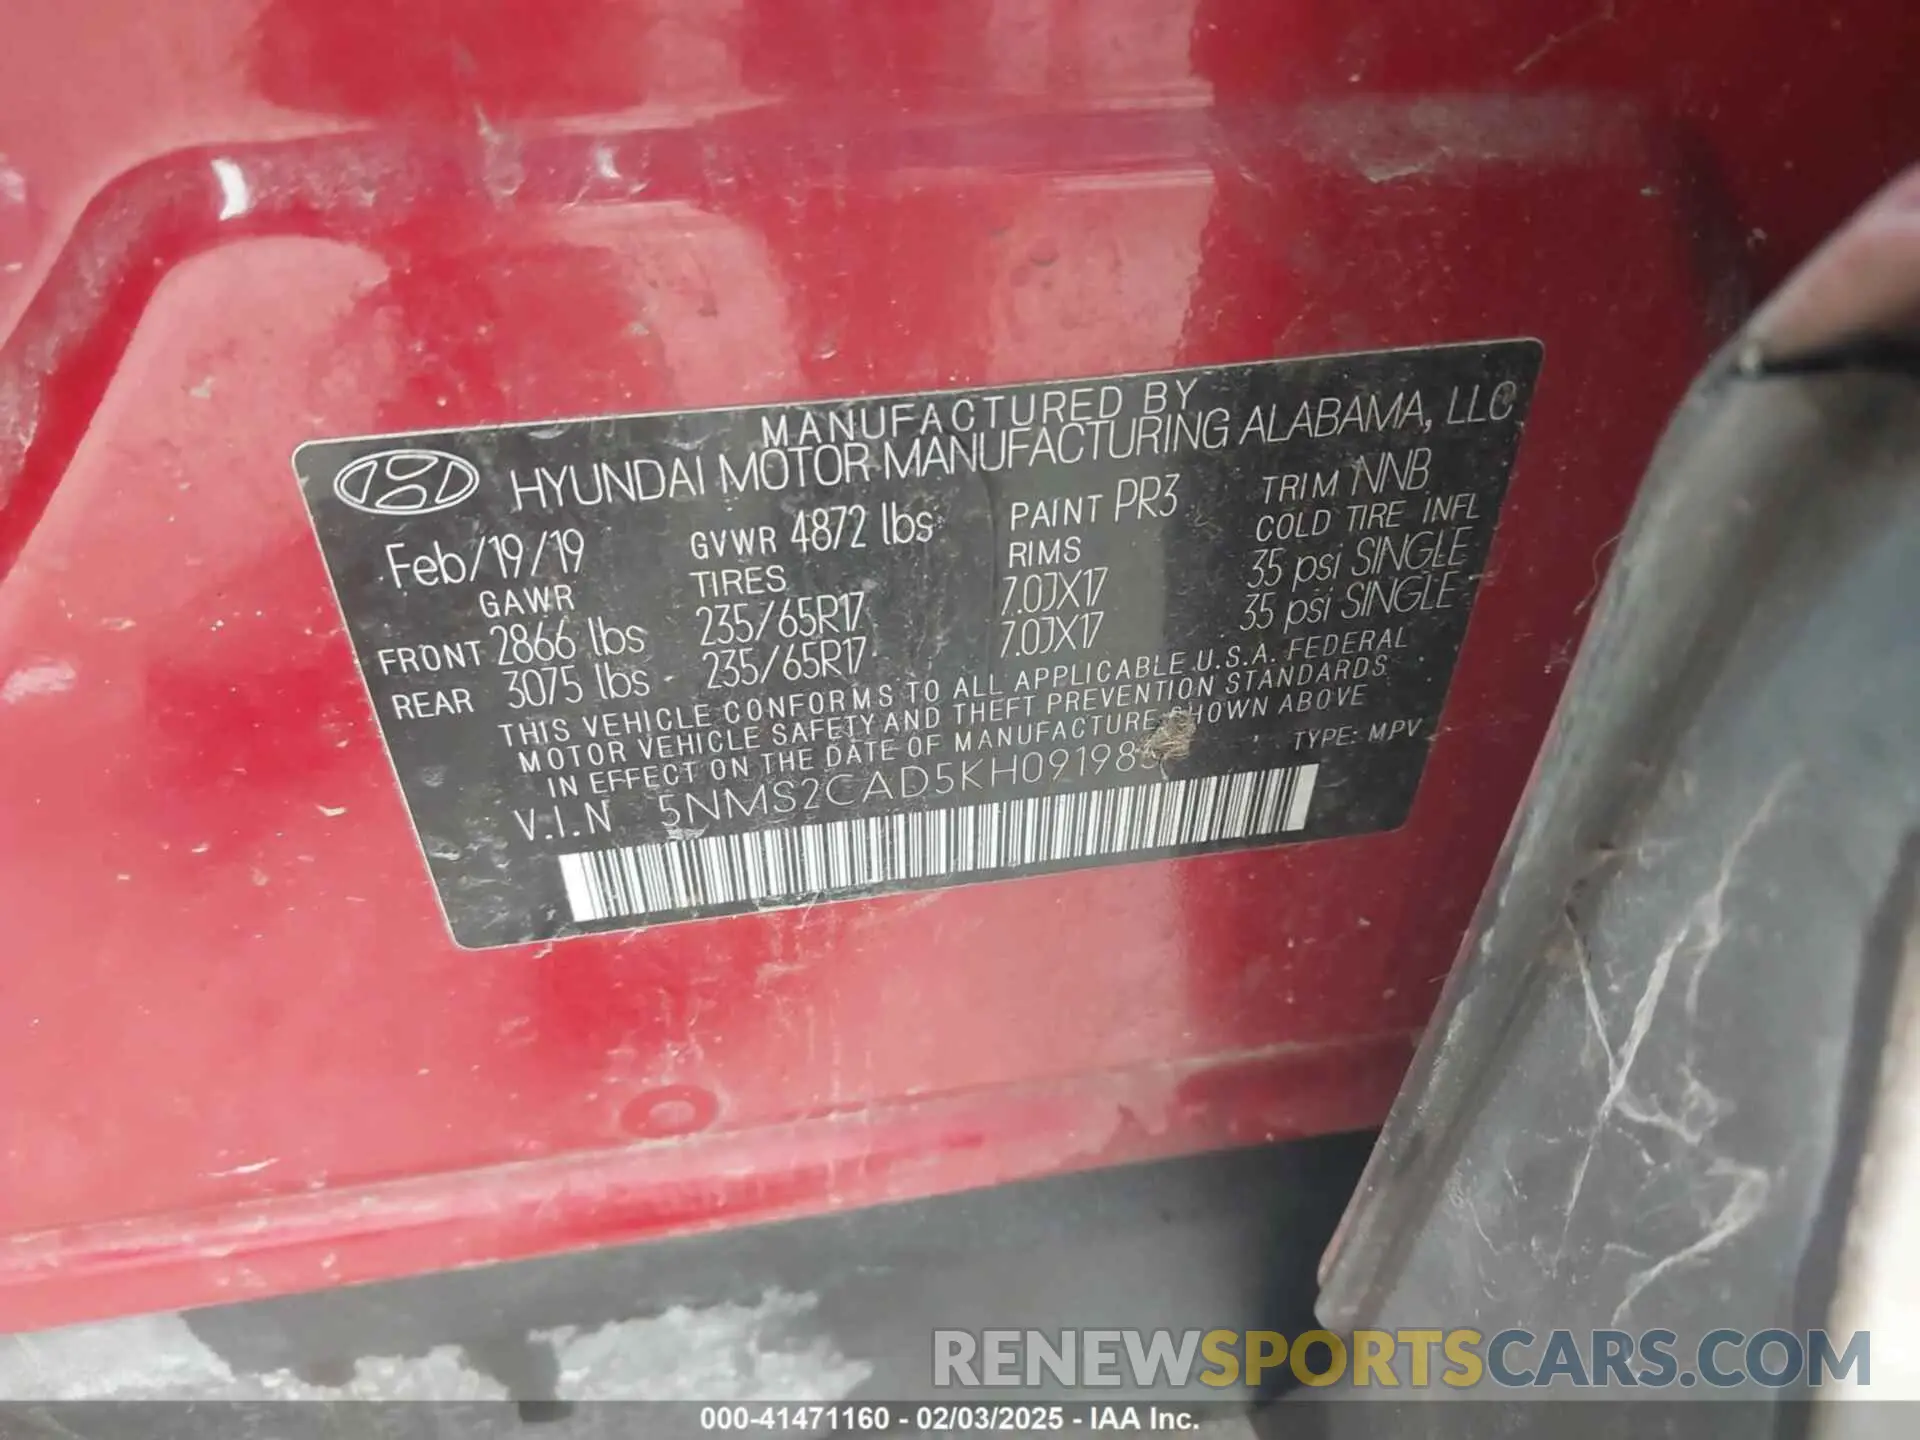 MANUFACTURED BY
HYUNDAI MOTOR MANUFACTURING ALABAMA, LLC
Feb/19/19 GVWR 4872 lbs PAINT PR3 TRIM NNB
GAWR TIRES RIMS COLD TIRE INFL
FRONT 2866 lbs 235/65R17 7.0JX17 35 psi SINGLE
REAR 3075 lbs 235/65R17 7.0JX17 35 psi SINGLE
THIS VEHICLE CONFORMS TO ALL APPLICABLE U.S.A. FEDERAL
MOTOR VEHICLE SAFETY AND THEFT PREVENTION STANDARDS
IN EFFECT ON THE DATE OF MANUFACTURE SHOWN ABOVE
V.I.N TYPE: MPV
RENEWSPORTSCARS.COM
000-41471160 - 02/03/2025 - IAA Inc.